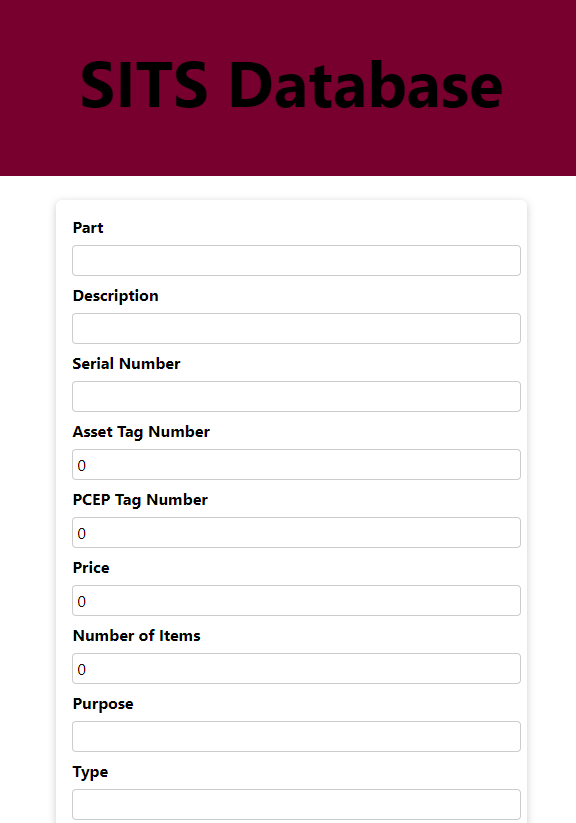 SITS Database
Part
Description
Serial Number
Asset Tag Number
0
PCEP Tag Number
0
Price
0
Number of Items
0
Purpose
Type